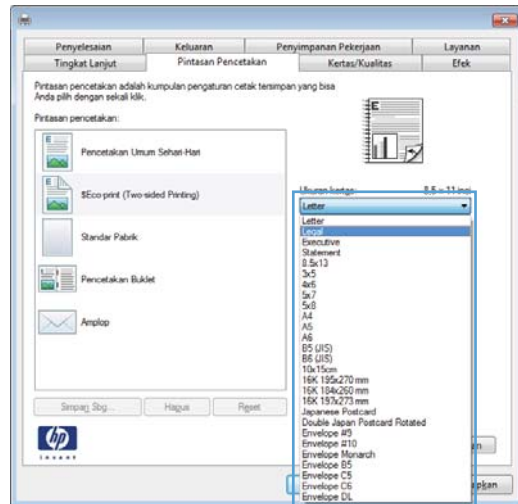 Penyelesaian
Keluaran
Penyimpanan Pekerjaan
Layanan
Tingkat Lanjut
Pintasan Pencetakan
Kertas/Kualitas
Efek
Pintasan pencetakan adalah kumpulan pengaturan cetak tersimpan yang bisa
Anda pilih dengan sekali klik.
Pintasan pencetakan:
Pencetakan Umum Sehari-Hari
$Eco-print (Two-sided Printing)
Standar Pabrik
Pencetakan Buklet
Amplop
Simpan Sbg...
Hapus
Reset
Ukuran kertas:
8.5 × 11 inci
Letter
Letter
Legal
Executive
Statement
8.5x13
3x5
4x6
5x7
5x8
A4
A5
A6
B5 (JIS)
B6 (JIS)
10x15cm
16K 195x270 mm
16K 184x260 mm
16K 197x273 mm
Japanese Postcard
Double Japan Postcard Rotated
Envelope #9
Envelope #10
Envelope Monarch
Envelope B5
Envelope C5
Envelope C6
Envelope DL
hp
invent